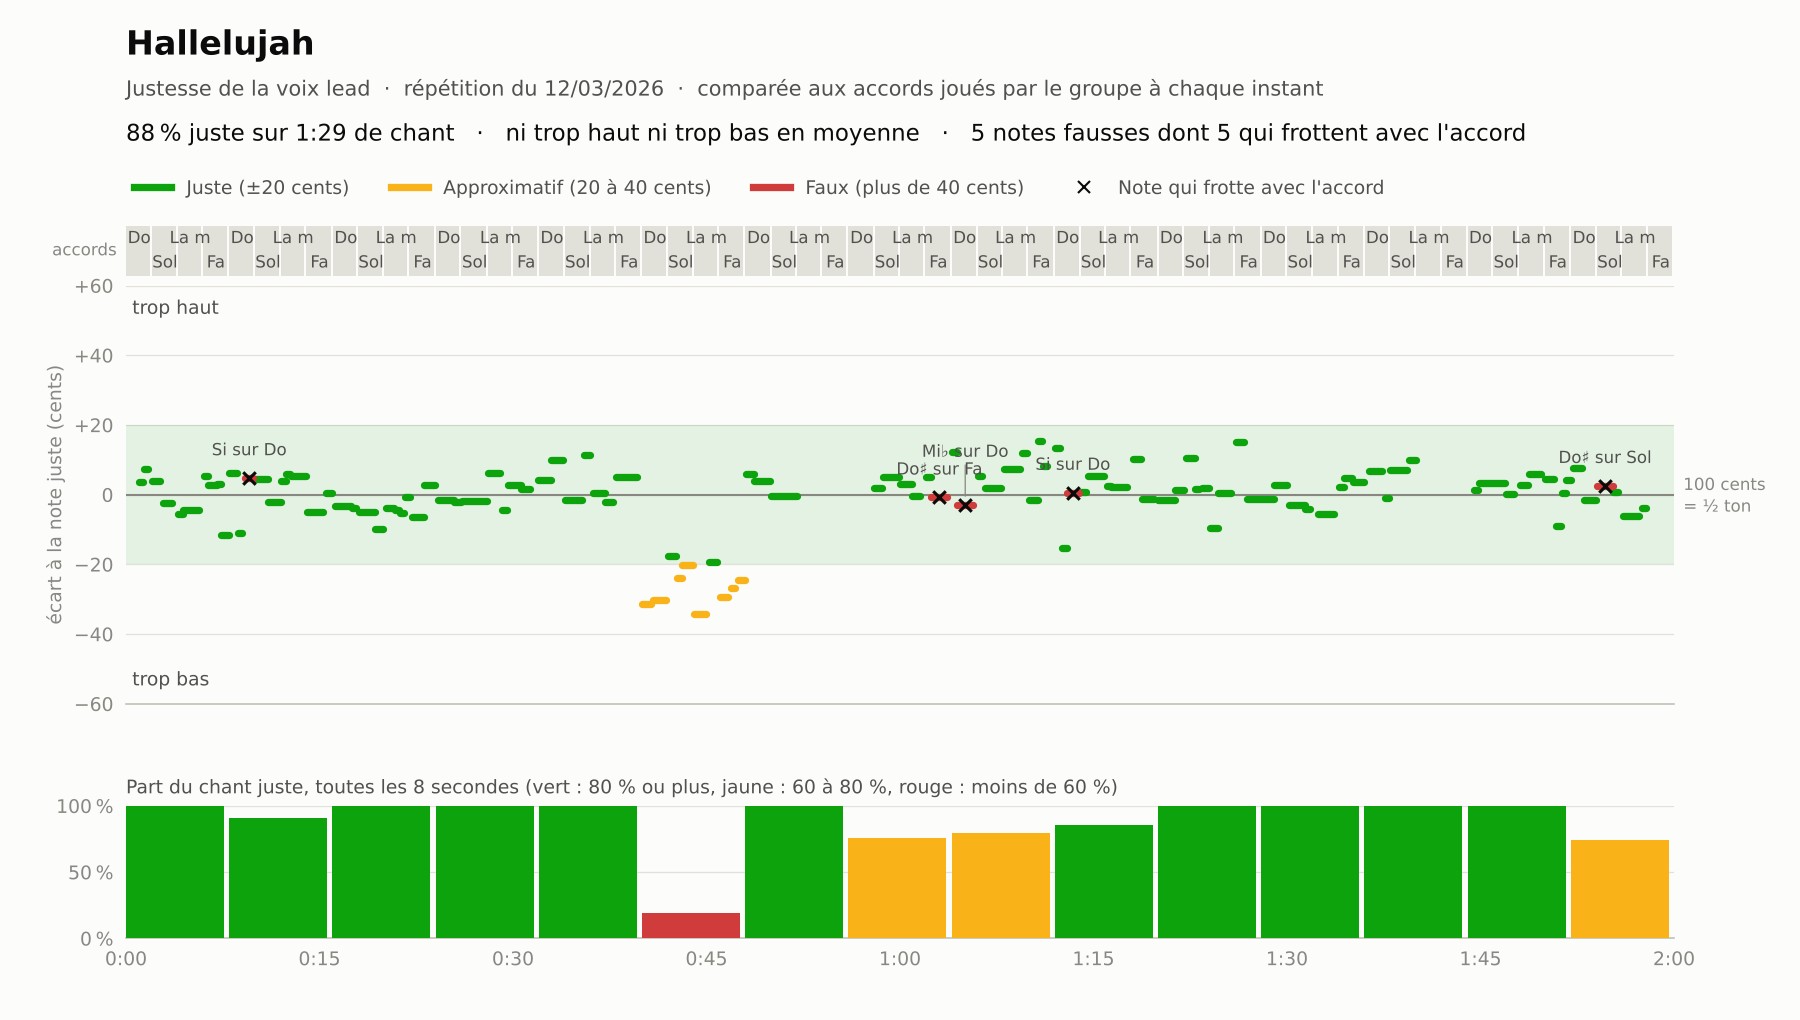 Hallelujah
Justesse de la voix lead · répétition du 12/03/2026 · comparée aux accords joués par le groupe à chaque instant
88 % juste sur 1:29 de chant · ni trop haut ni trop bas en moyenne · 5 notes fausses dont 5 qui frottent avec l'accord
Juste (±20 cents) Approximatif (20 à 40 cents) Faux (plus de 40 cents) Note qui frotte avec l'accord
Do La m Do La m Do La m Do La m Do La m Do La m Do La m Do La m Do La m Do La m Do La m Do La m Do La m Do La m Do La m
accords
Sol Fa Sol Fa Sol Fa Sol Fa Sol Fa Sol Fa Sol Fa Sol Fa Sol Fa Sol Fa Sol Fa Sol Fa Sol Fa Sol Fa Sol Fa
+60
trop haut
+40
+20
Si sur Do
Mi♭ sur Do
Do♯ sur Fa
Si sur Do
Do♯ sur Sol
0
100 cents
= ½ ton
écart à la note juste (cents)
−20
−40
trop bas
−60
Part du chant juste, toutes les 8 secondes (vert : 80 % ou plus, jaune : 60 à 80 %, rouge : moins de 60 %)
100 %
50 %
0 %
0:00 0:15 0:30 0:45 1:00 1:15 1:30 1:45 2:00